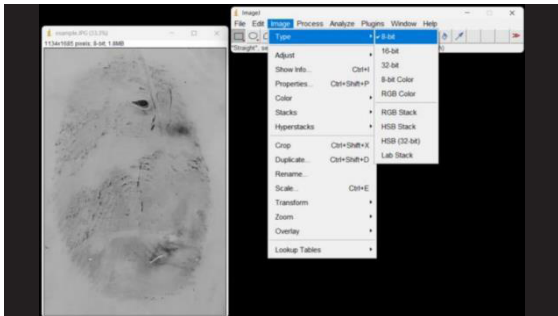 ImageJ
File Edit Image Process Analyze Plugins Window Help
example.JPG (33.3%)
1134x1685 pixels; 8-bit; 1.8MB
Type
8-bit
16-bit
32-bit
8-bit Color
RGB Color
RGB Stack
HSB Stack
HSB (32-bit)
Lab Stack
Adjust
Show Info... Ctrl+I
Properties... Ctrl+Shift+P
Color
Stacks
Hyperstacks
Crop Ctrl+Shift+X
Duplicate... Ctrl+Shift+D
Rename...
Scale... Ctrl+E
Transform
Zoom
Overlay
Lookup Tables